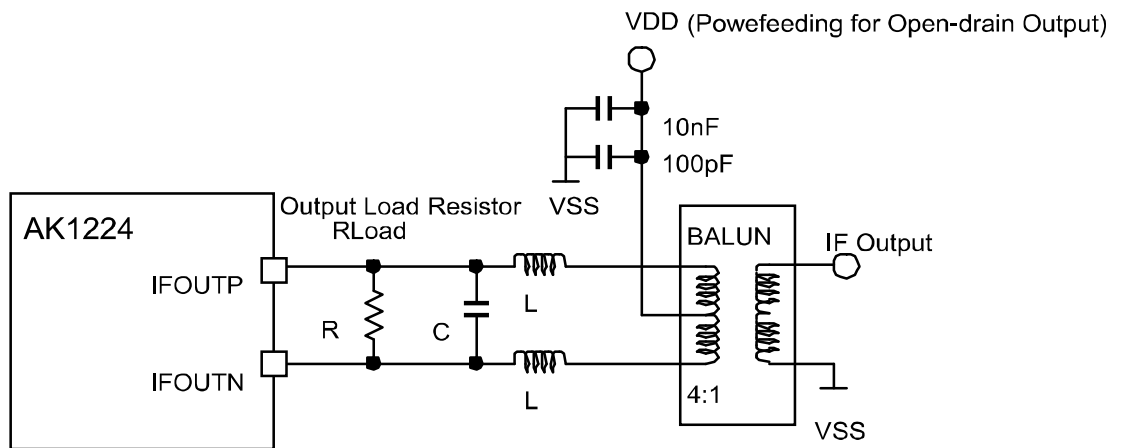 VDD (Powefeeding for Open-drain Output)
10nF
100pF
VSS
Output Load Resistor
RLoad
AK1224
BALUN
IF Output
IFOUTP
L
R
C
IFOUTN
L
4:1
VSS